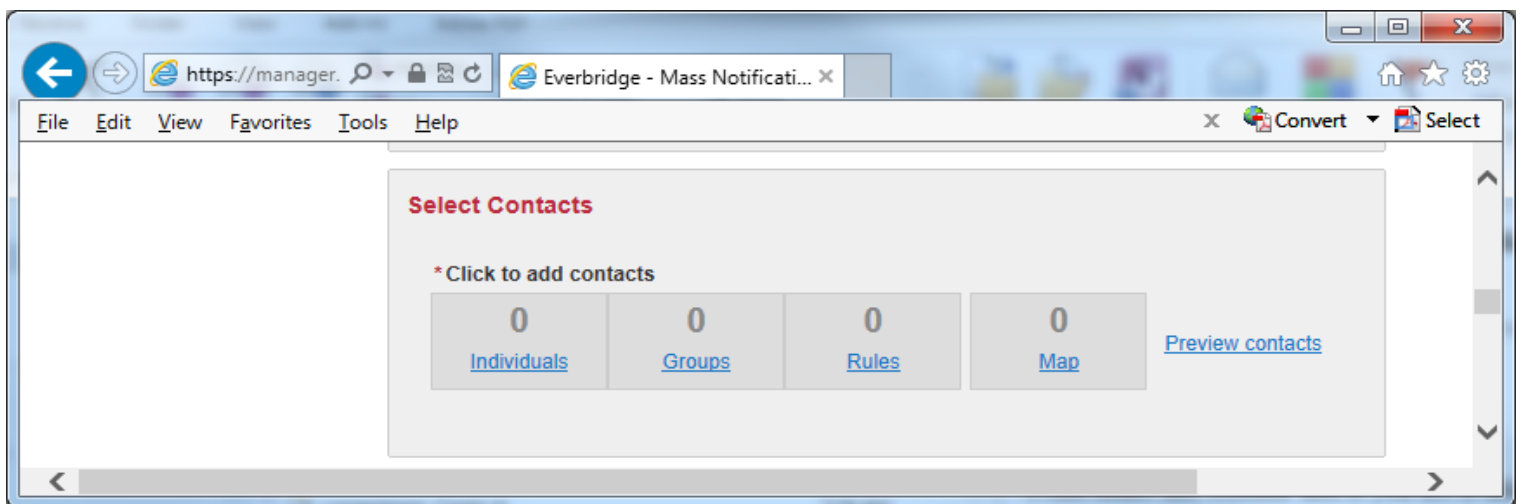 https://manager.
Everbridge - Mass Notificati...
File Edit View Favorites Tools Help
x Convert Select
Select Contacts
*Click to add contacts
0 0 0 0
Individuals Groups Rules Map
Preview contacts